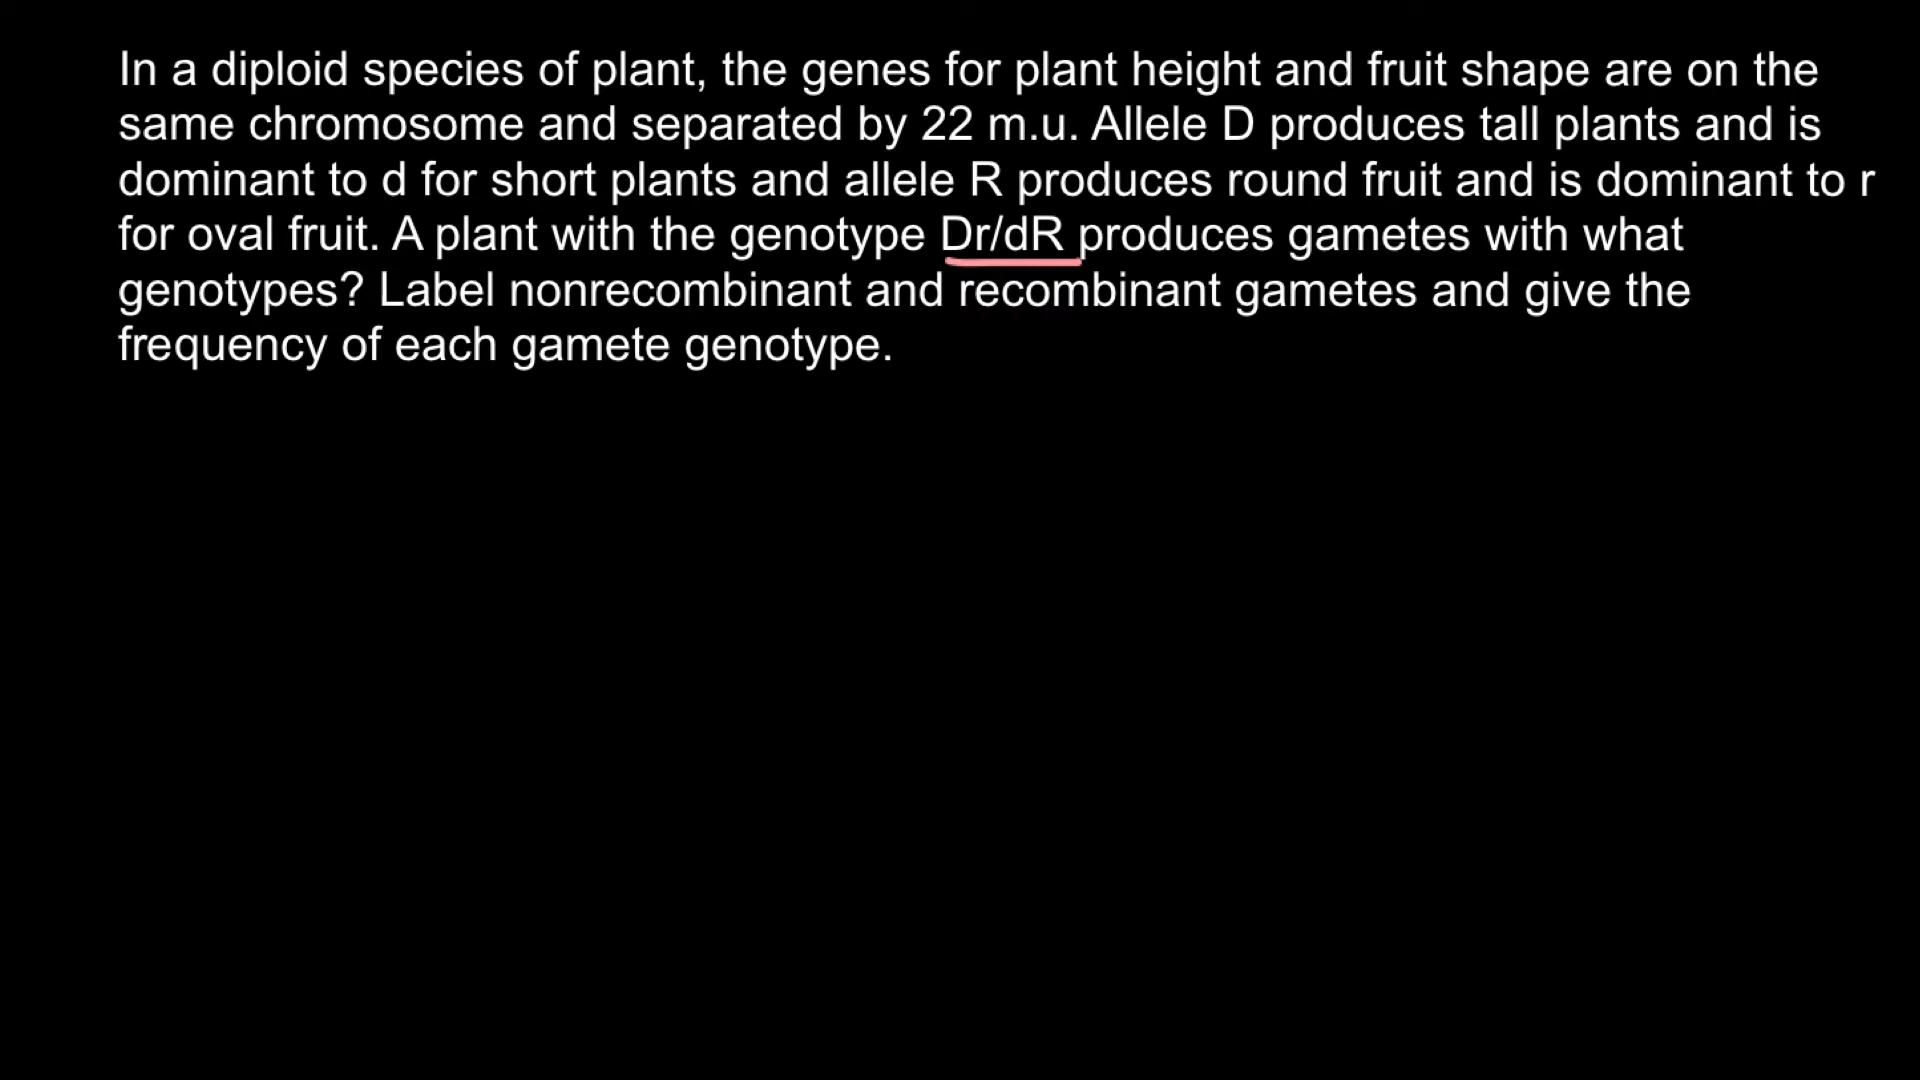 In a diploid species of plant, the genes for plant height and fruit shape are on the
same chromosome and separated by 22 m.u. Allele D produces tall plants and is
dominant to d for short plants and allele R produces round fruit and is dominant to r
for oval fruit. A plant with the genotype Dr/dR produces gametes with what
genotypes? Label nonrecombinant and recombinant gametes and give the
frequency of each gamete genotype.